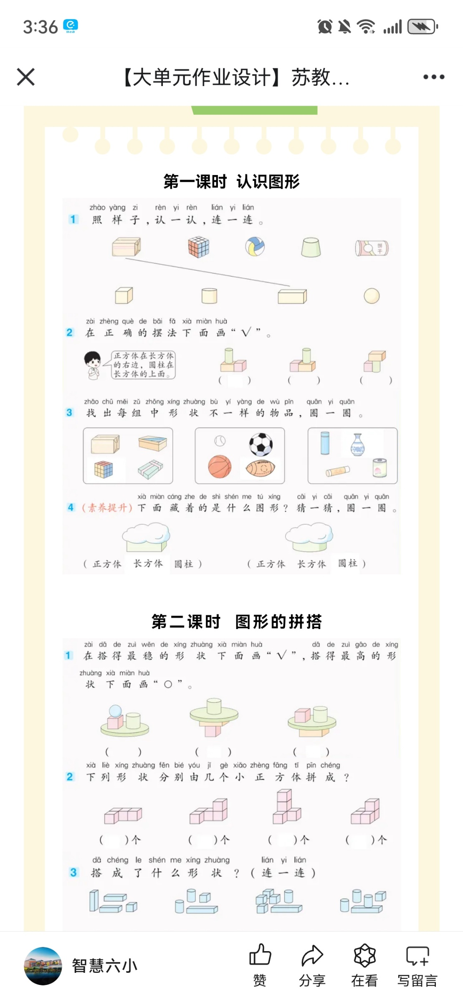 3:36
【大单元作业设计】苏教...
第一课时 认识图形
zhào yàng zi rèn yi rèn lián yi lián
1 照样子,认一认,连一连。
饼干
zài zhèng què de bǎi fǎ xià miàn huà
2 在正确的摆法下面画“√”。
正方体在长方体
的右边，圆柱在
长方体的上面。
( ) ( ) ( )
zhǎo chū měi zǔ zhōng xíng zhuàng bù yí yàng de wù pǐn quān yi quān
3 找出每组中形状不一样的物品,圈一圈。
xià miàn cáng zhe de shì shén me tú xíng cāi yi cāi quān yi quān
4 (素养提升)下面藏着的是什么图形?猜一猜,圈一圈。
(正方体 长方体 圆柱) (正方体 长方体 圆柱)
第二课时 图形的拼搭
zài dā de zuì wěn de xíng zhuàng xià miàn huà dā de zuì gāo de xíng
1 在搭得最稳的形状下面画“√”,搭得最高的形
zhuàng xià miàn huà
状下面画“○”。
( ) ( ) ( )
xià liè xíng zhuàng fēn bié yóu jǐ gè xiǎo zhèng fāng tǐ pīn chéng
2 下列形状分别由几个小正方体拼成?
( )个 ( )个 ( )个 ( )个
dā chéng le shén me xíng zhuàng lián yi lián
3 搭成了什么形状?(连一连)
智慧六小
赞 分享 在看 写留言